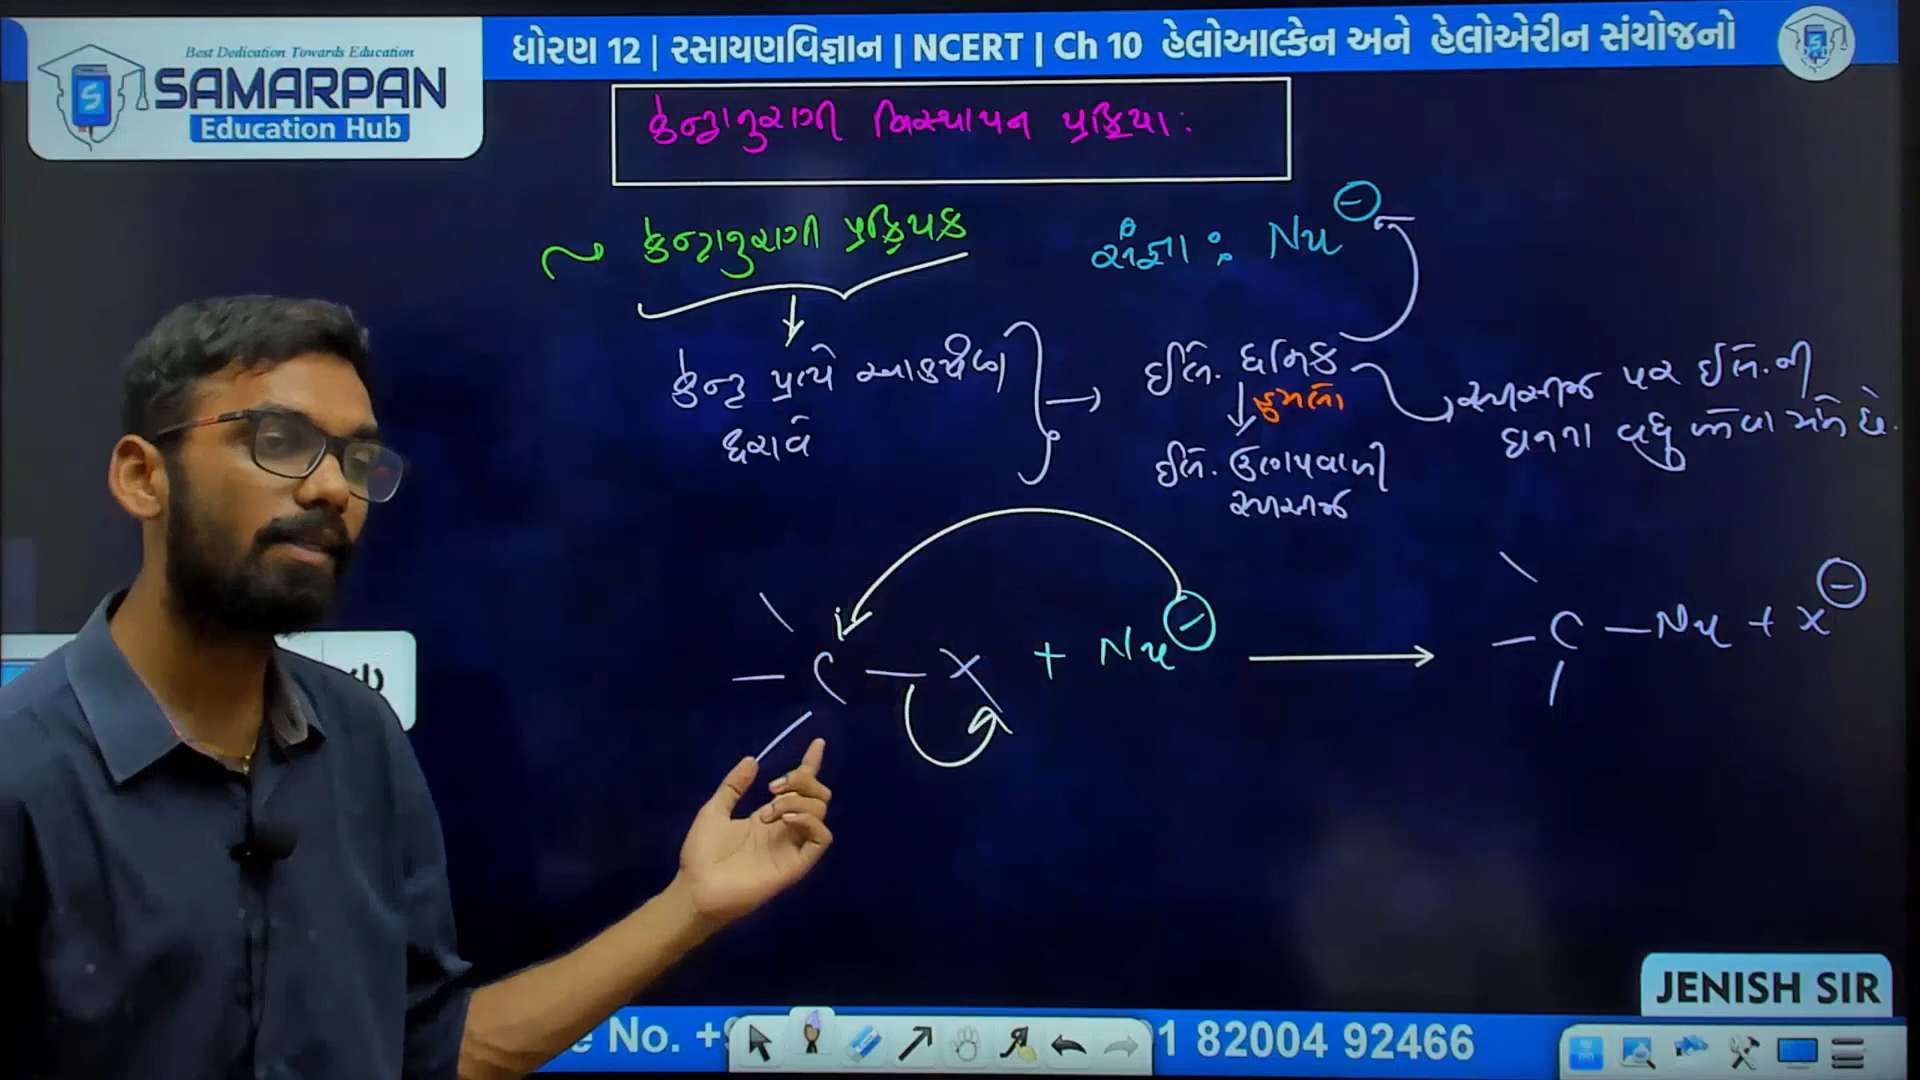 Best Dedication Towards Education
SAMARPAN
Education Hub
ધોરણ 12 | રસાયણવિજ્ઞાન | NCERT | Ch 10 હેલોઆલ્કેન અને હેલોએરીન સંયોજનો
કેન્દ્રાનુરાગી વિસ્થાપન પ્રક્રિયા :
~ કેન્દ્રાનુરાગી પ્રક્રિયક
સંજ્ઞા : Nu⊖
કેન્દ્ર પ્રત્યે આકર્ષણ
ધરાવે
→ ઈલે. ધનિક
હુમલો
ઈલે. ઉણપવાળી
સ્પીસીજ
સ્પીસીજ પર ઈલે.ની
ઘનતા વધુ જોવા મળે છે.
— C — X + Nu⊖ → — C — Nu + X⊖
JENISH SIR
No. +9
1 82004 92466